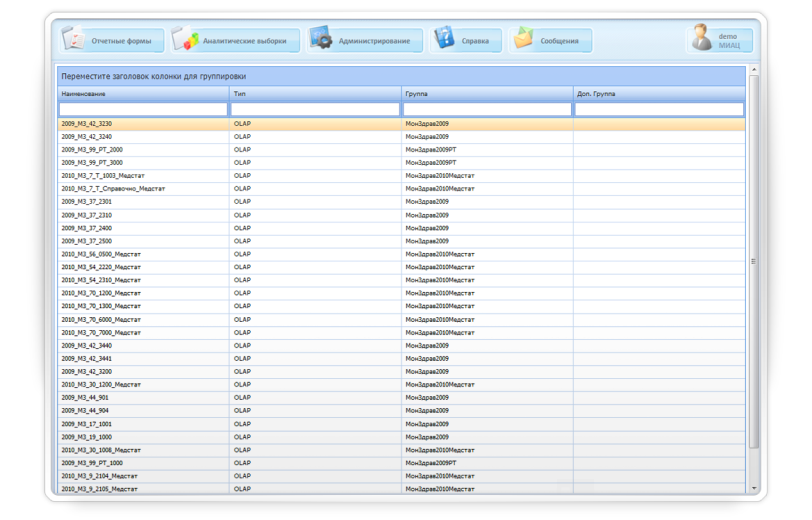 Отчетные формы Аналитические выборки Администрирование Справка Сообщения demo
МИАЦ
Переместите заголовок колонки для группировки
Наименование Тип Группа Доп. Группа
2009_МЗ_42_3230 OLAP МонЗдрав2009
2009_МЗ_42_3240 OLAP МонЗдрав2009
2009_МЗ_99_РТ_2000 OLAP МонЗдрав2009РТ
2009_МЗ_99_РТ_3000 OLAP МонЗдрав2009РТ
2010_МЗ_7_Т_1003_Медстат OLAP МонЗдрав2010Медстат
2010_МЗ_7_Т_Справочно_Медстат OLAP МонЗдрав2010Медстат
2009_МЗ_37_2301 OLAP МонЗдрав2009
2009_МЗ_37_2310 OLAP МонЗдрав2009
2009_МЗ_37_2400 OLAP МонЗдрав2009
2009_МЗ_37_2500 OLAP МонЗдрав2009
2010_МЗ_56_0500_Медстат OLAP МонЗдрав2010Медстат
2010_МЗ_54_2220_Медстат OLAP МонЗдрав2010Медстат
2010_МЗ_54_2310_Медстат OLAP МонЗдрав2010Медстат
2010_МЗ_70_1200_Медстат OLAP МонЗдрав2010Медстат
2010_МЗ_70_1300_Медстат OLAP МонЗдрав2010Медстат
2010_МЗ_70_6000_Медстат OLAP МонЗдрав2010Медстат
2010_МЗ_70_7000_Медстат OLAP МонЗдрав2010Медстат
2009_МЗ_42_3440 OLAP МонЗдрав2009
2009_МЗ_42_3441 OLAP МонЗдрав2009
2009_МЗ_42_3200 OLAP МонЗдрав2009
2010_МЗ_30_1200_Медстат OLAP МонЗдрав2010Медстат
2009_МЗ_44_901 OLAP МонЗдрав2009
2009_МЗ_44_904 OLAP МонЗдрав2009
2009_МЗ_17_1001 OLAP МонЗдрав2009
2009_МЗ_19_1000 OLAP МонЗдрав2009
2010_МЗ_30_1008_Медстат OLAP МонЗдрав2010Медстат
2009_МЗ_99_РТ_1000 OLAP МонЗдрав2009РТ
2010_МЗ_9_2104_Медстат OLAP МонЗдрав2010Медстат
2010_МЗ_9_2105_Медстат OLAP МонЗдрав2010Медстат